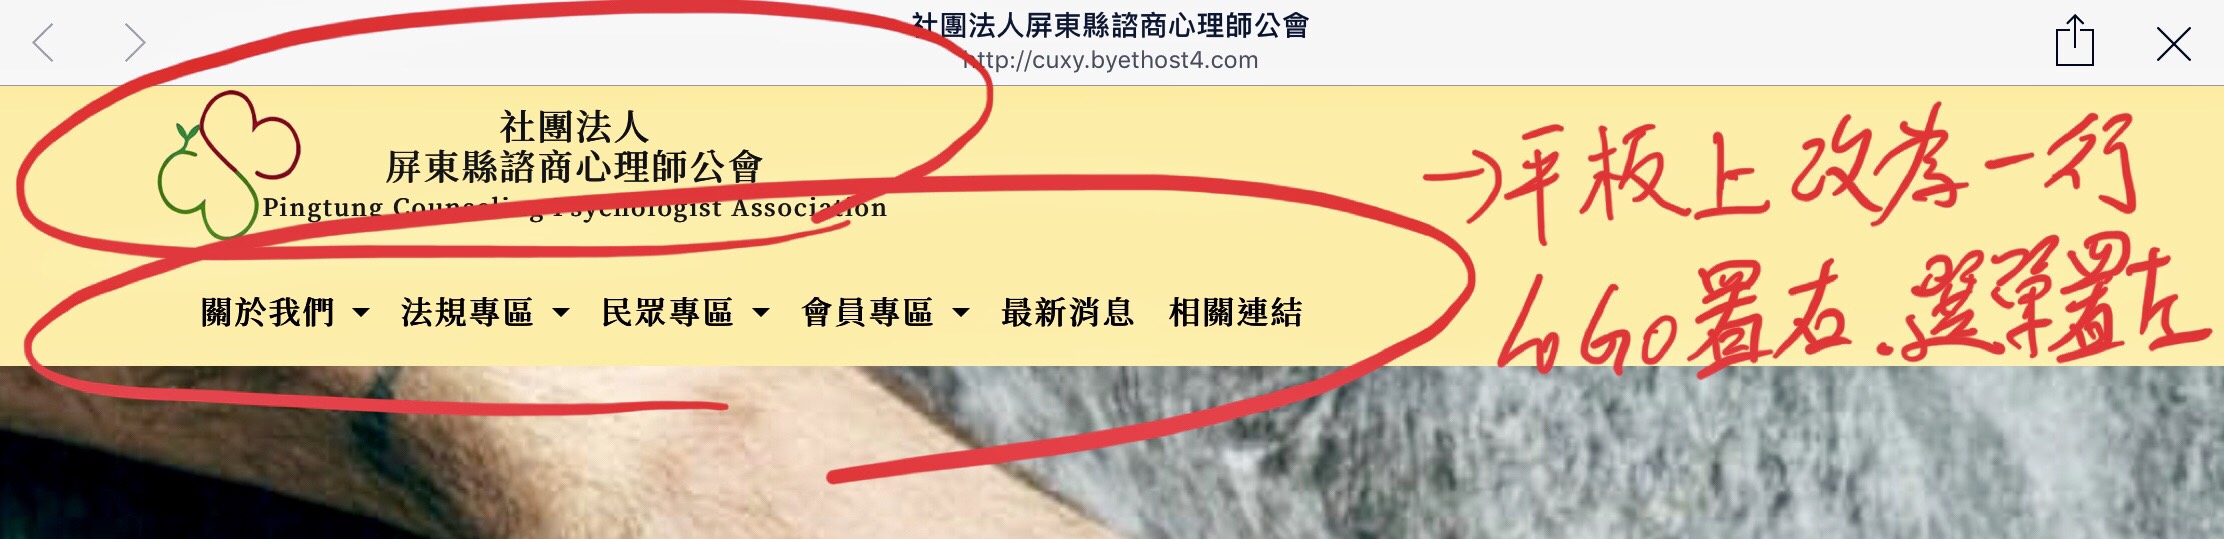 社團法人屏東縣諮商心理師公會
http://cuxy.byethost4.com
社團法人
屏東縣諮商心理師公會
Pingtung Counseling Psychologist Association
關於我們 法規專區 民眾專區 會員專區 最新消息 相關連結
→平板上改為一行
LOGO置右.選單置左